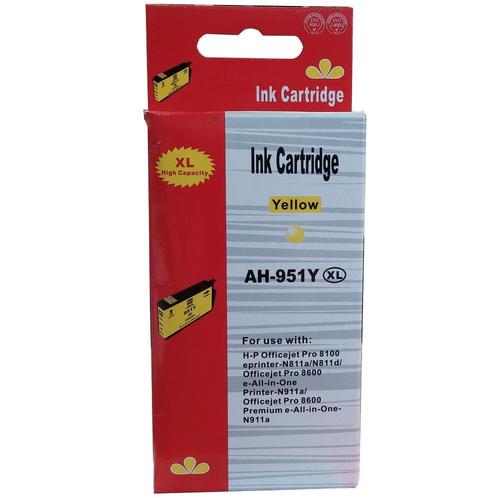 Ink Cartridge
XL
High Capacity
Ink Cartridge
Yellow
AH-951Y XL
951Y
For use with:
H-P Officejet Pro 8100
eprinter-N811a/N811d/
Officejet Pro 8600
e-All-in-One
Printer-N911a/
Officejet Pro 8600
Premium e-All-in-One-
N911a